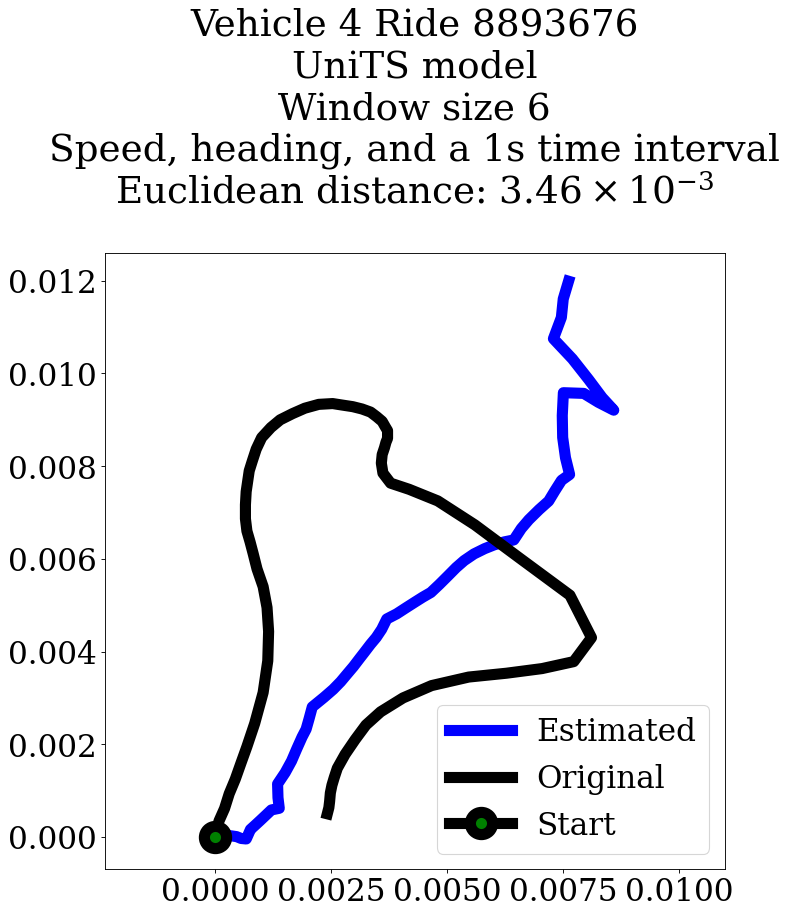 Vehicle 4 Ride 8893676
UniTS model
Window size 6
Speed, heading, and a 1s time interval
Euclidean distance: 3.46 × 10⁻³
0.012
0.010
0.008
0.006
0.004
0.002
0.000
Estimated
Original
Start
0.0000 0.0025 0.0050 0.0075 0.0100